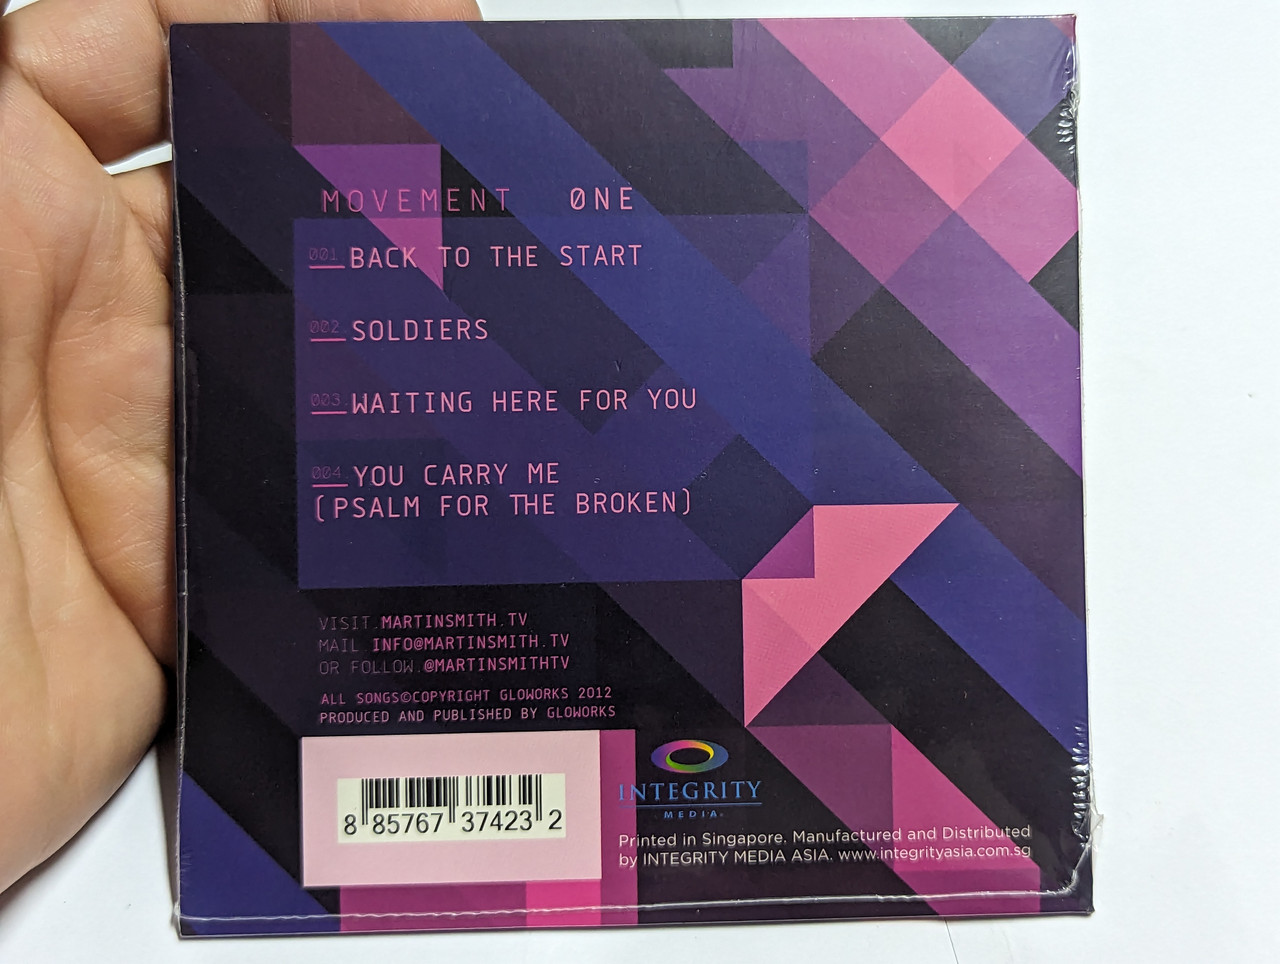 MOVEMENT ØNE
001.BACK TO THE START
002.SOLDIERS
003.WAITING HERE FOR YOU
004.YOU CARRY ME
(PSALM FOR THE BROKEN)
VISIT.MARTINSMITH.TV
MAIL.INFO@MARTINSMITH.TV
OR FOLLOW.@MARTINSMITHTV
ALL SONGS©COPYRIGHT GLOWORKS 2012
PRODUCED AND PUBLISHED BY GLOWORKS
8 85767 37423 2
INTEGRITY
MEDIA
Printed in Singapore. Manufactured and Distributed
by INTEGRITY MEDIA ASIA. www.integrityasia.com.sg